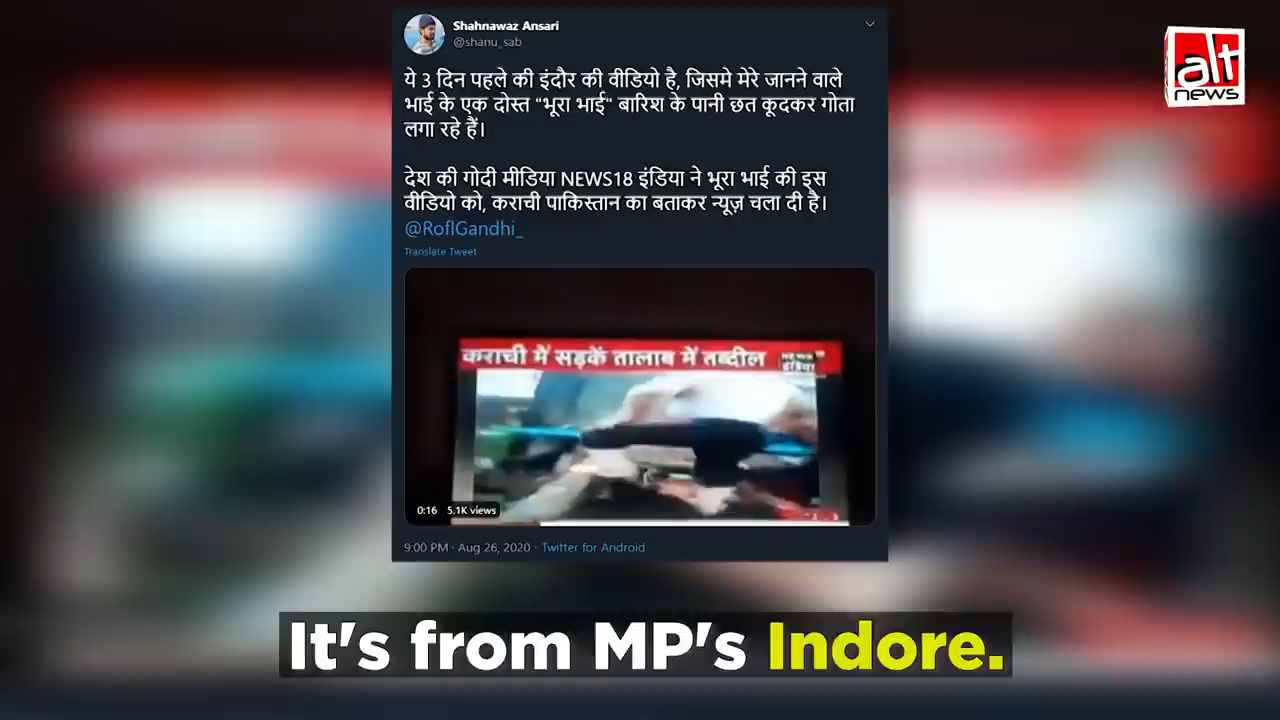 Shahnawaz Ansari
@shanu_sab
alt
news
ये 3 दिन पहले की इंदौर की वीडियो है, जिसमे मेरे जानने वाले
भाई के एक दोस्त "भूरा भाई" बारिश के पानी छत कूदकर गोता
लगा रहे हैं।
देश की गोदी मीडिया NEWS18 इंडिया ने भूरा भाई की इस
वीडियो को, कराची पाकिस्तान का बताकर न्यूज़ चला दी है।
@RoflGandhi_
Translate Tweet
कराची में सड़कें तालाब में तब्दील
इंडिया
0:16 5.1K views
9:00 PM · Aug 26, 2020 · Twitter for Android
It's from MP's Indore.